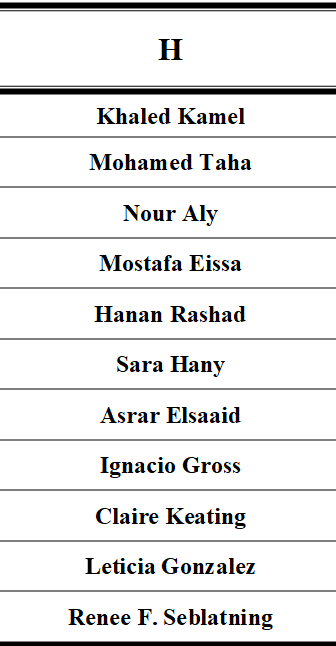 H
Khaled Kamel
Mohamed Taha
Nour Aly
Mostafa Eissa
Hanan Rashad
Sara Hany
Asrar Elsaaid
Ignacio Gross
Claire Keating
Leticia Gonzalez
Renee F. Seblatning